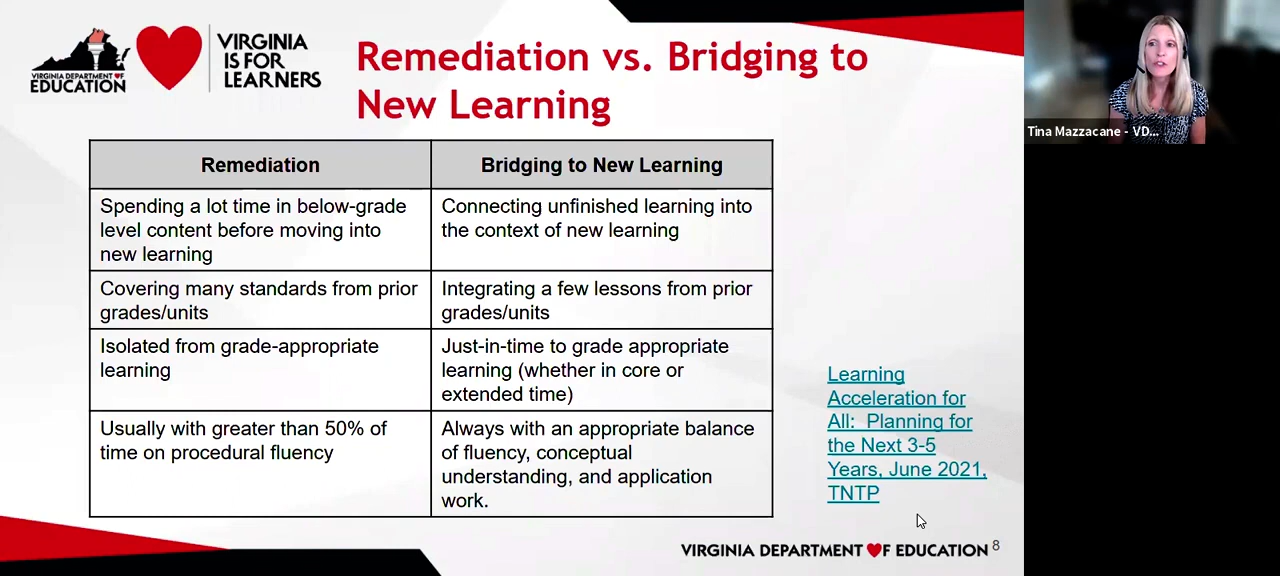 VIRGINIA DEPARTMENT OF
EDUCATION
VIRGINIA
IS FOR
LEARNERS
Remediation vs. Bridging to
New Learning
Remediation
Bridging to New Learning
Spending a lot time in below-grade
level content before moving into
new learning
Connecting unfinished learning into
the context of new learning
Covering many standards from prior
grades/units
Integrating a few lessons from prior
grades/units
Isolated from grade-appropriate
learning
Just-in-time to grade appropriate
learning (whether in core or
extended time)
Usually with greater than 50% of
time on procedural fluency
Always with an appropriate balance
of fluency, conceptual
understanding, and application
work.
Learning
Acceleration for
All: Planning for
the Next 3-5
Years, June 2021,
TNTP
VIRGINIA DEPARTMENT OF EDUCATION
8
Tina Mazzacane - VD...